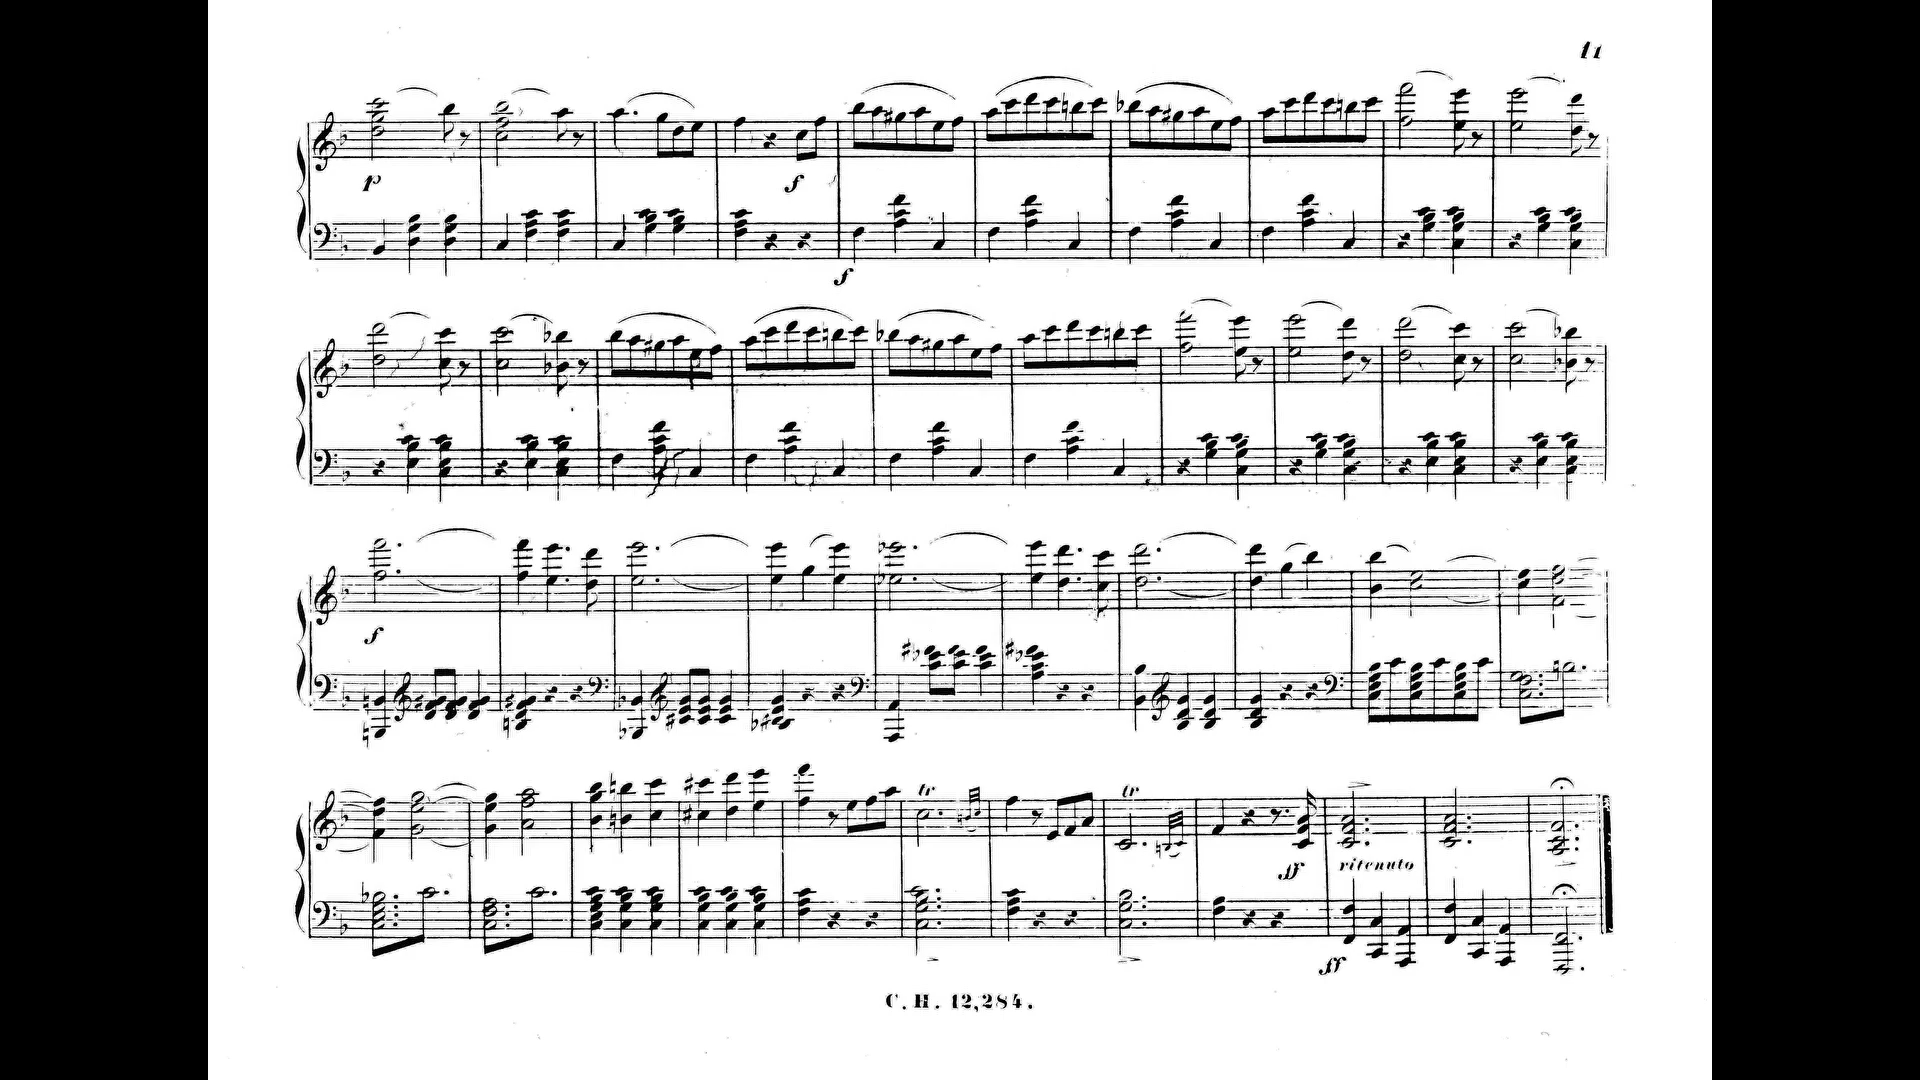 11
p
f
f
f
tr
tr
ff
ritenuto
ff
C. H. 12,284.